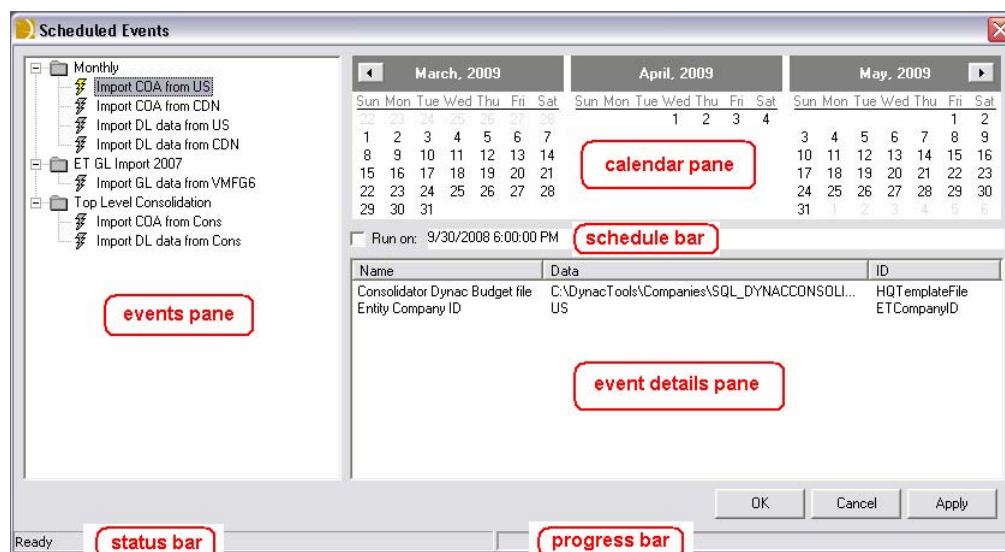 Scheduled Events
Monthly
Import COA from US
Import COA from CDN
Import DL data from US
Import DL data from CDN
ET GL Import 2007
Import GL data from VMFG6
Top Level Consolidation
Import COA from Cons
Import DL data from Cons
events pane
March, 2009
Sun Mon Tue Wed Thu Fri Sat
22 23 24 25 26 27 28
1 2 3 4 5 6 7
8 9 10 11 12 13 14
15 16 17 18 19 20 21
22 23 24 25 26 27 28
29 30 31
April, 2009
Sun Mon Tue Wed Thu Fri Sat
1 2 3 4
calendar pane
May, 2009
Sun Mon Tue Wed Thu Fri Sat
1 2
3 4 5 6 7 8 9
10 11 12 13 14 15 16
17 18 19 20 21 22 23
24 25 26 27 28 29 30
31 1 2 3 4 5 6
Run on: 9/30/2008 6:00:00 PM
schedule bar
Name Data ID
Consolidator Dynac Budget file C:\DynacTools\Companies\SQL_DYNACCONSOLI... HQTemplateFile
Entity Company ID US ETCompanyID
event details pane
OK Cancel Apply
Ready
status bar
progress bar